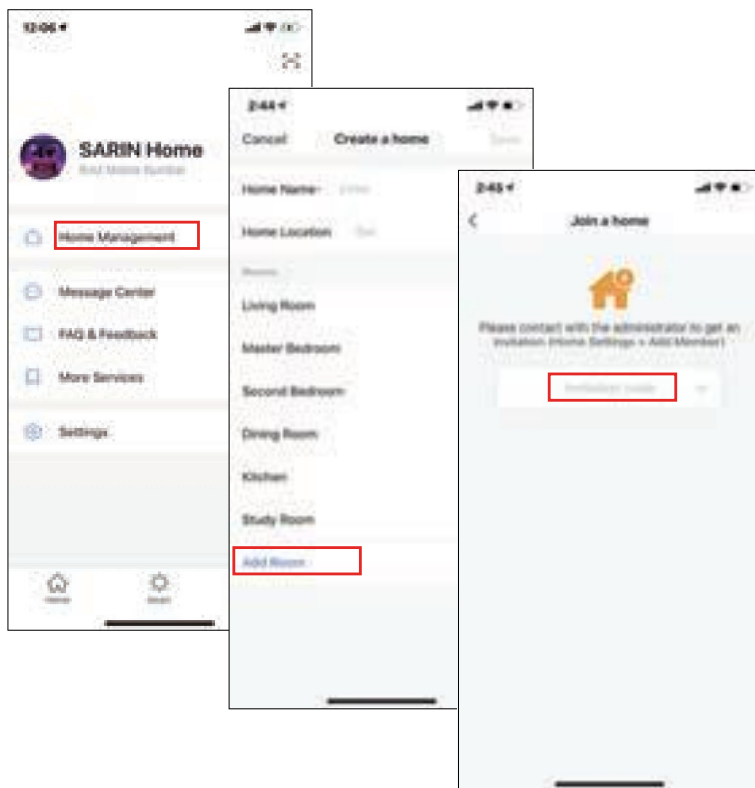 12:06
SARIN Home
Home Management
Message Center
FAQ & Feedback
More Services
Settings
Home
Smart
2:44
Cancel
Create a home
Save
Home Name*
Home Location
Rooms
Living Room
Master Bedroom
Second Bedroom
Dining Room
Kitchen
Study Room
Add Room
2:45
Join a home
Please contact with the administrator to get an
invitation (Home Settings > Add Member)
Invitation code